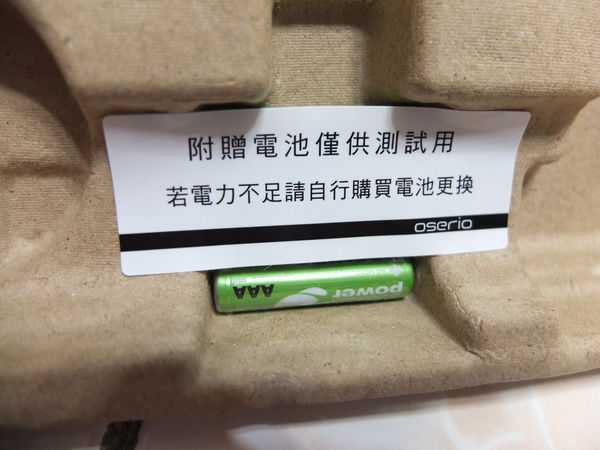 附贈電池僅供測試用
若電力不足請自行購買電池更換
oserio
power
AAA